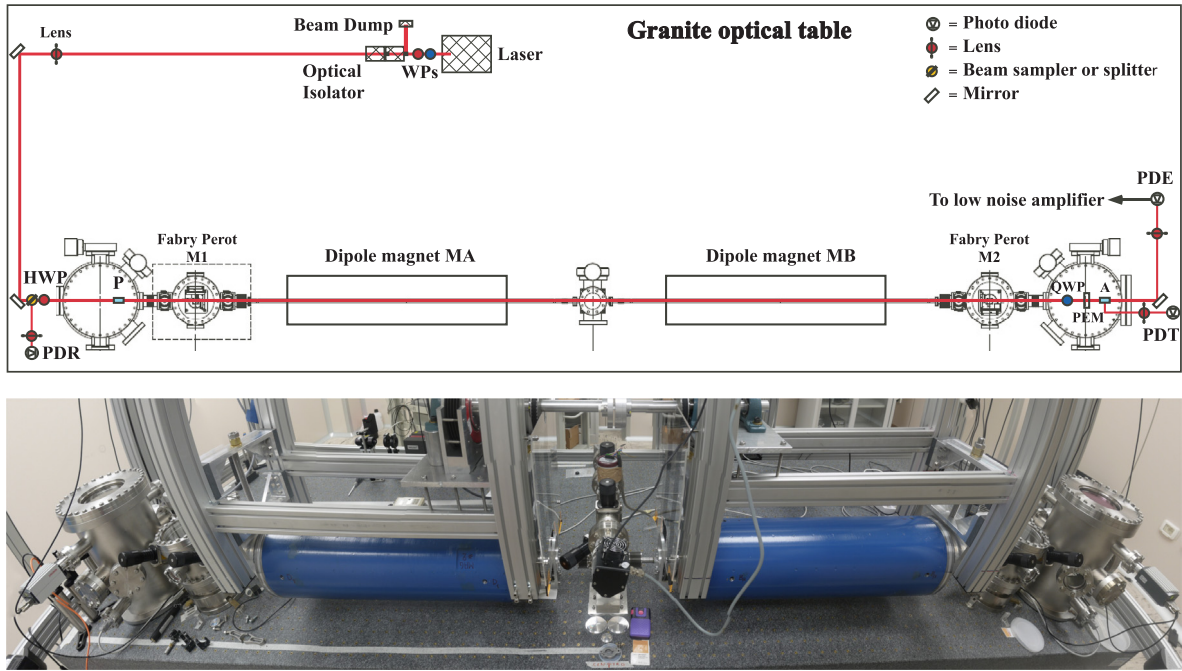 Beam Dump
Granite optical table
= Photo diode
= Lens
= Beam sampler or splitter
= Mirror
Lens
Optical
Isolator
WPs
Laser
PDE
To low noise amplifier
Fabry Perot
M1
Dipole magnet MA
Dipole magnet MB
Fabry Perot
M2
HWP
P
QWP
A
PEM
PDR
PDT